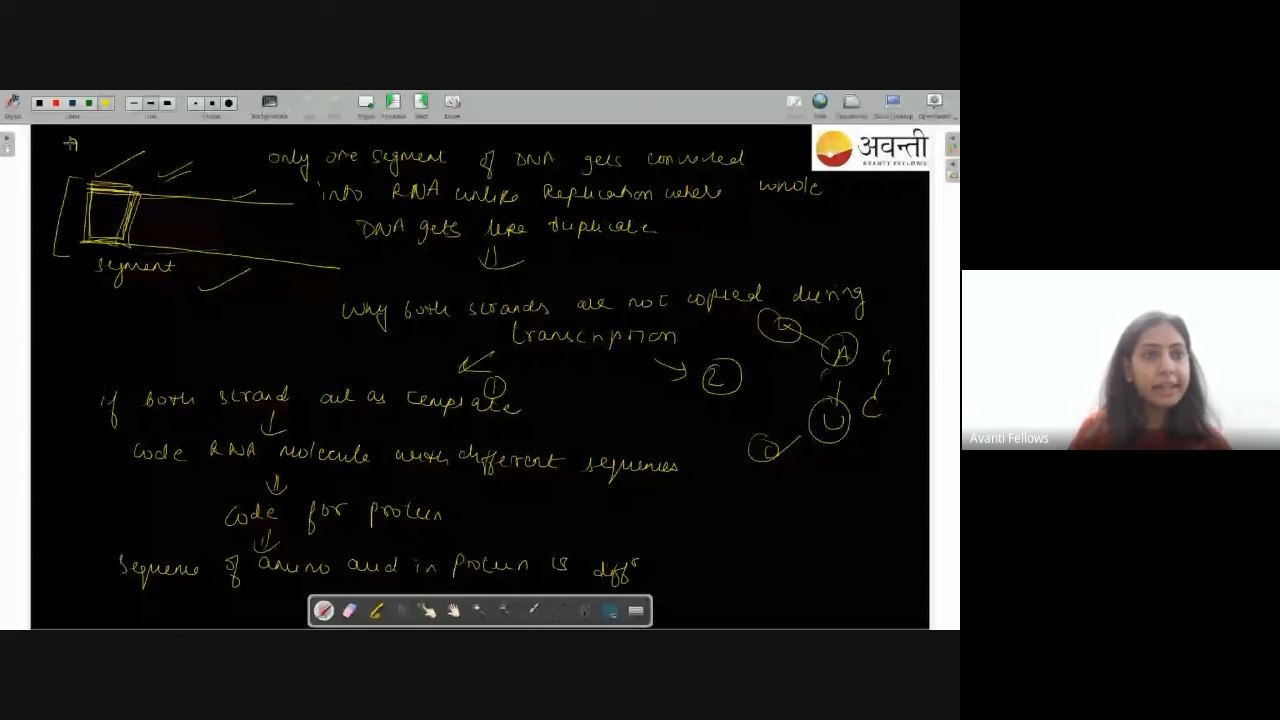 only one segment of DNA gets converted
into RNA unlike Replication where whole
DNA gets like duplicate
segment
why both strands are not copied during
transcription
1
2
A
G
U
C
if both strand act as template
code RNA molecule with different sequences
code for protein
sequence of amino acid in protein is diffr
अवन्ती
AVANTI FELLOWS
Avanti Fellows